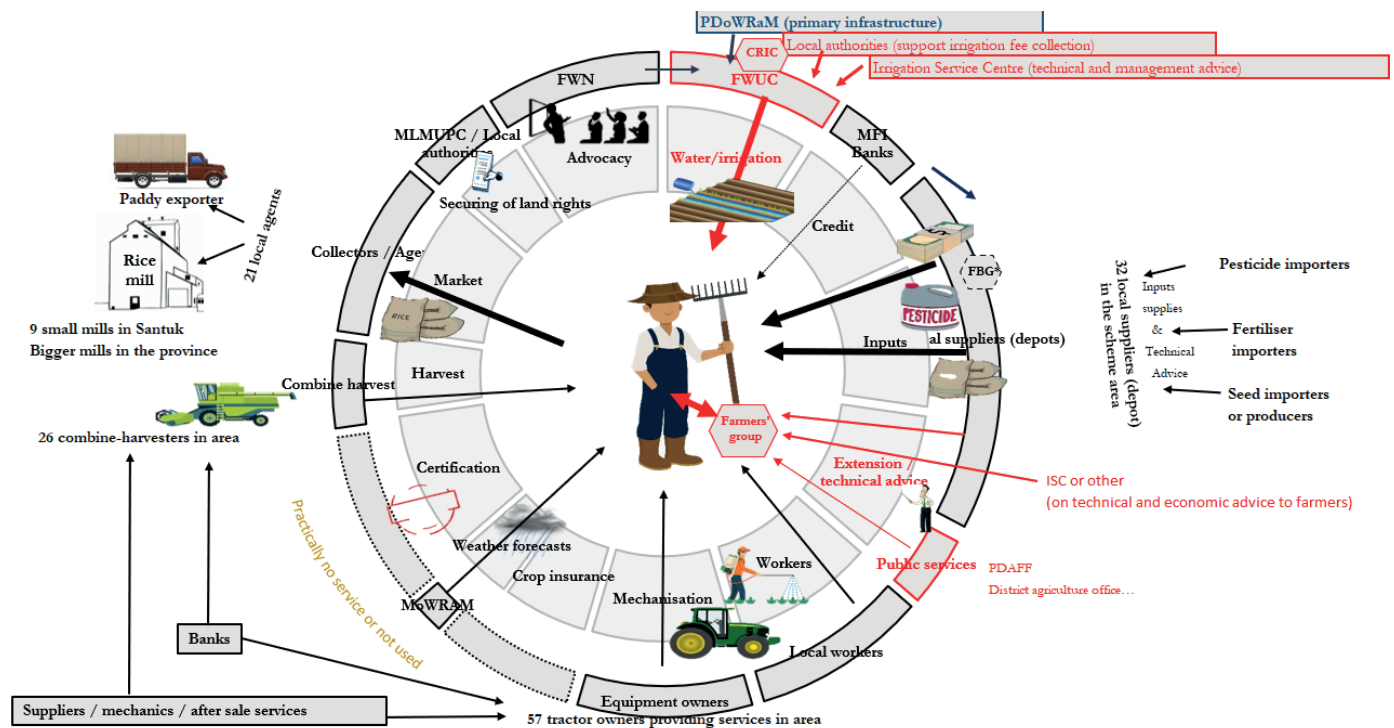 PDoWRaM (primary infrastructure)
CRIC
Local authorities (support irrigation fee collection)
Irrigation Service Centre (technical and management advice)
FWN
FWUC
MLMUPC / Local
authorities
Advocacy
Water/irrigation
MFI
Banks
Securing of land rights
Credit
Paddy exporter
21 local agents
Rice
mill
Collectors / Age
Market
RICE
9 small mills in Santuk
Bigger mills in the province
FBG*
PESTICIDE
al suppliers (depots)
Inputs
32 local suppliers (depot)
in the scheme area
Inputs
supplies
&
Technical
Advice
Pesticide importers
Fertiliser
importers
Seed importers
or producers
Combine harvest
Harvest
26 combine-harvesters in area
Farmers'
group
Certification
Extension /
technical advice
ISC or other
(on technical and economic advice to farmers)
Practically no service or not used
Weather forecasts
Crop insurance
Mechanisation
Workers
Public services
PDAFF
District agriculture office…
MoWRAM
Banks
Local workers
Equipment owners
Suppliers / mechanics / after sale services
57 tractor owners providing services in area